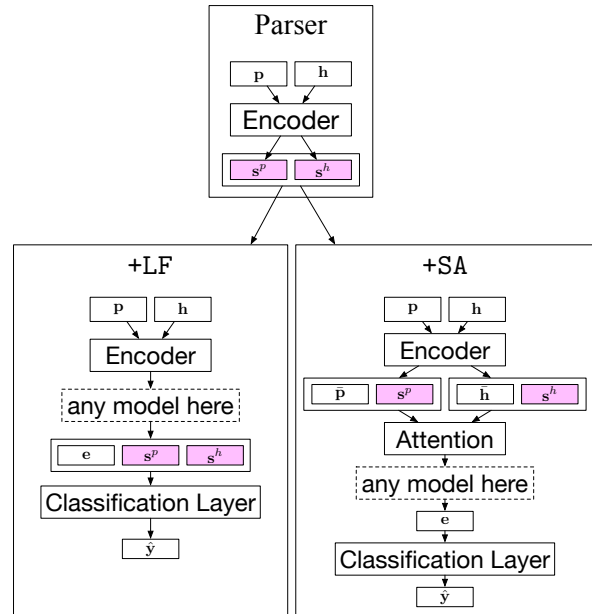 Parser
p h
Encoder
s^p s^h
+LF
p h
Encoder
any model here
e s^p s^h
Classification Layer
ŷ
+SA
p h
Encoder
p̄ s^p h̄ s^h
Attention
any model here
e
Classification Layer
ŷ